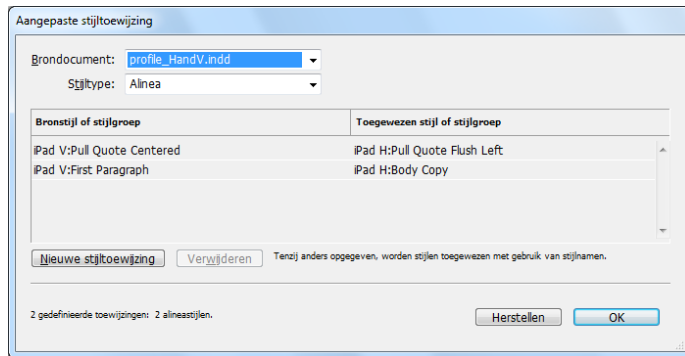 Aangepaste stijltoewijzing
Brondocument: profile_HandV.indd
Stijltype: Alinea
Bronstijl of stijlgroep Toegewezen stijl of stijlgroep
iPad V:Pull Quote Centered iPad H:Pull Quote Flush Left
iPad V:First Paragraph iPad H:Body Copy
Nieuwe stijltoewijzing Verwijderen Tenzij anders opgegeven, worden stijlen toegewezen met gebruik van stijlnamen.
2 gedefinieerde toewijzingen: 2 alineastijlen.
Herstellen OK